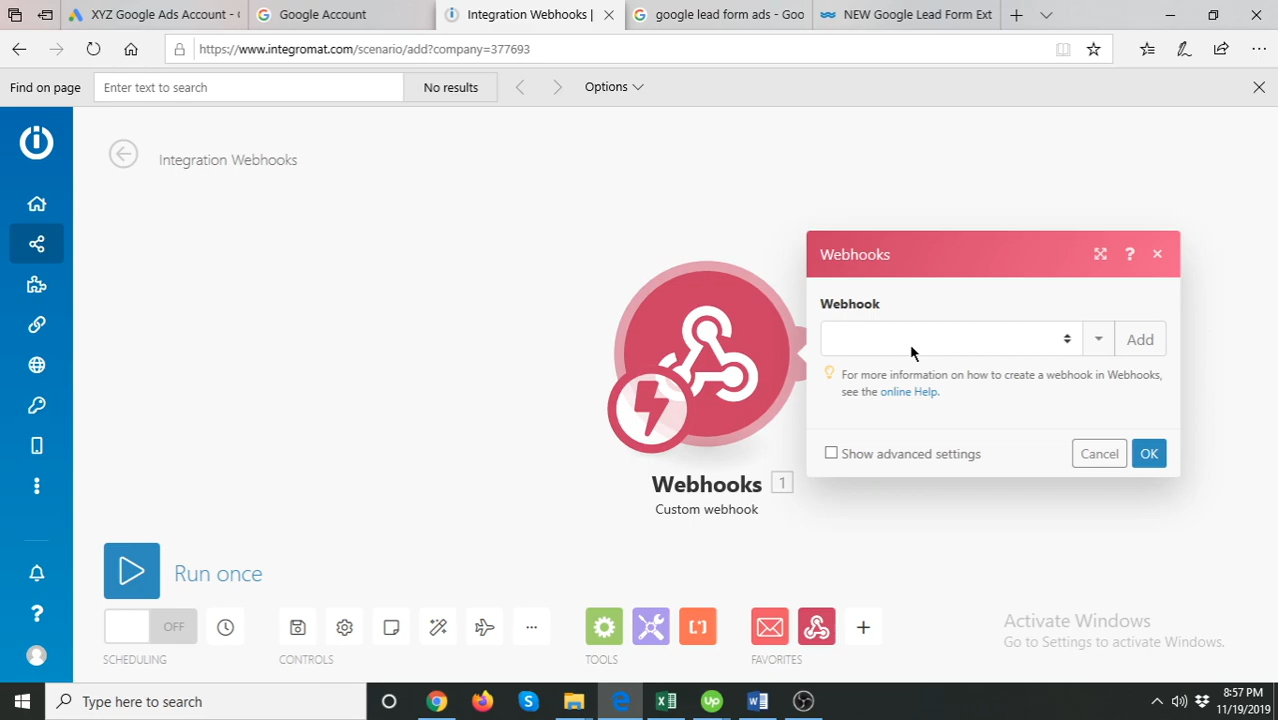 XYZ Google Ads Account - (
Google Account
Integration Webhooks |
google lead form ads - Goo
NEW Google Lead Form Ext
https://www.integromat.com/scenario/add?company=377693
Find on page
Enter text to search
No results
Options
Integration Webhooks
Webhooks
?
Webhook
Add
For more information on how to create a webhook in Webhooks,
see the online Help.
Show advanced settings
Cancel
OK
Webhooks
1
Custom webhook
Run once
OFF
SCHEDULING
CONTROLS
TOOLS
FAVORITES
Activate Windows
Go to Settings to activate Windows.
Type here to search
8:57 PM
11/19/2019